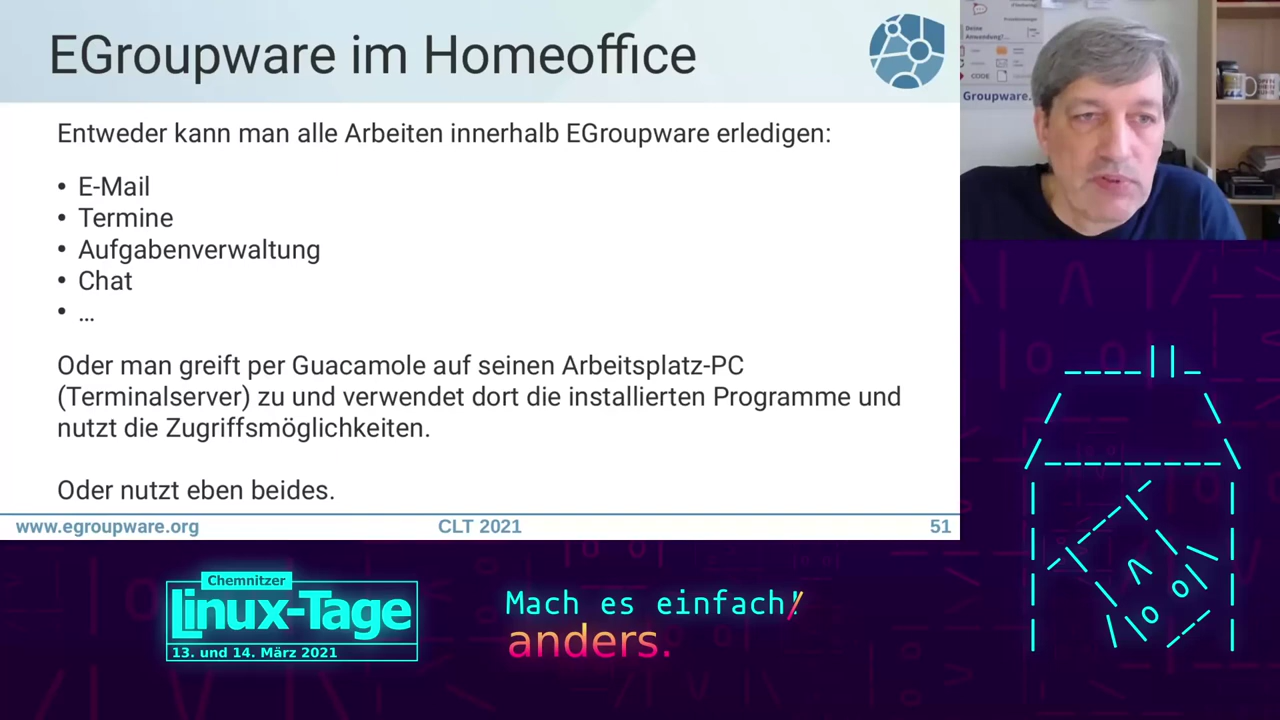 EGroupware im Homeoffice
Entweder kann man alle Arbeiten innerhalb EGroupware erledigen:
• E-Mail
• Termine
• Aufgabenverwaltung
• Chat
• …
Oder man greift per Guacamole auf seinen Arbeitsplatz-PC
(Terminalserver) zu und verwendet dort die installierten Programme und
nutzt die Zugriffsmöglichkeiten.
Oder nutzt eben beides.
www.egroupware.org
CLT 2021
51
Deine
Anwendung?...
CODE
Groupware.
Chemnitzer
Linux-Tage
13. und 14. März 2021
Mach es einfach!
anders.